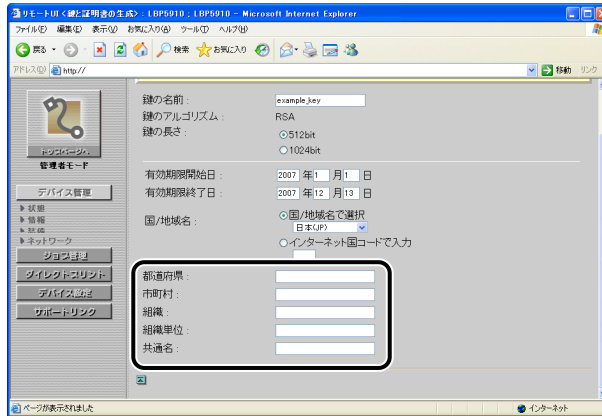 リモートUI <鍵と証明書の生成> : LBP5910 ; LBP5910 - Microsoft Internet Explorer
ファイル(F) 編集(E) 表示(V) お気に入り(A) ツール(T) ヘルプ(H)
戻る 検索 お気に入り
アドレス(D) http:// 移動 リンク
トップページへ
管理者モード
デバイス管理
状態
情報
ネットワーク
ジョブ管理
ダイレクトプリント
デバイス設定
サポートリンク
鍵の名前 : example_key
鍵のアルゴリズム : RSA
鍵の長さ : 512bit
1024bit
有効期限開始日 : 2007 年 1 月 1 日
有効期限終了日 : 2007 年 12 月 13 日
国/地域名 : 国/地域名で選択
日本(JP)
インターネット国コードで入力
都道府県 :
市町村 :
組織 :
組織単位 :
共通名 :
ページが表示されました インターネット